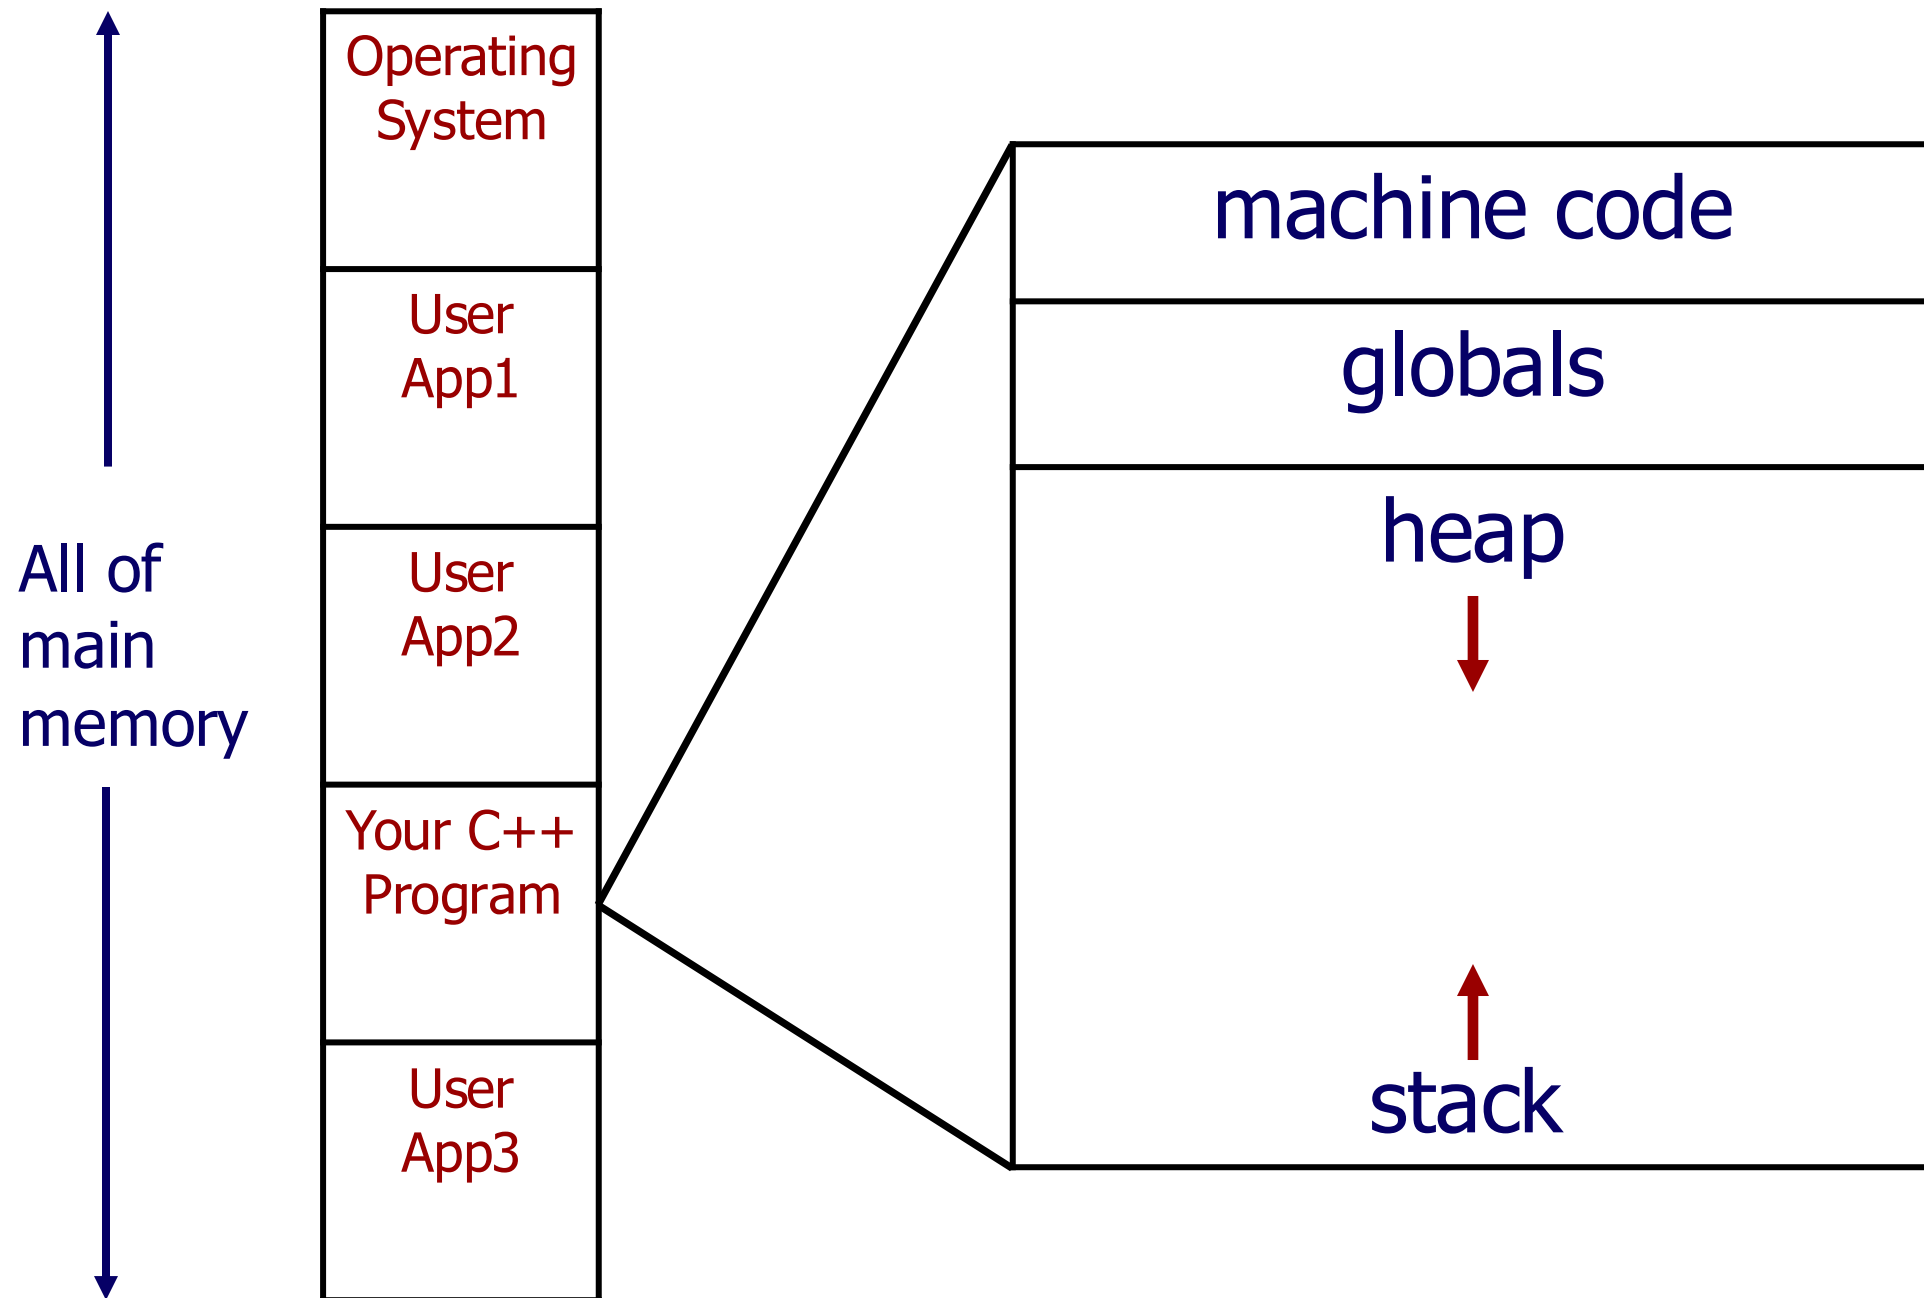 Operating
System
User
App1
User
App2
Your C++
Program
User
App3
All of
main
memory
machine code
globals
heap
stack